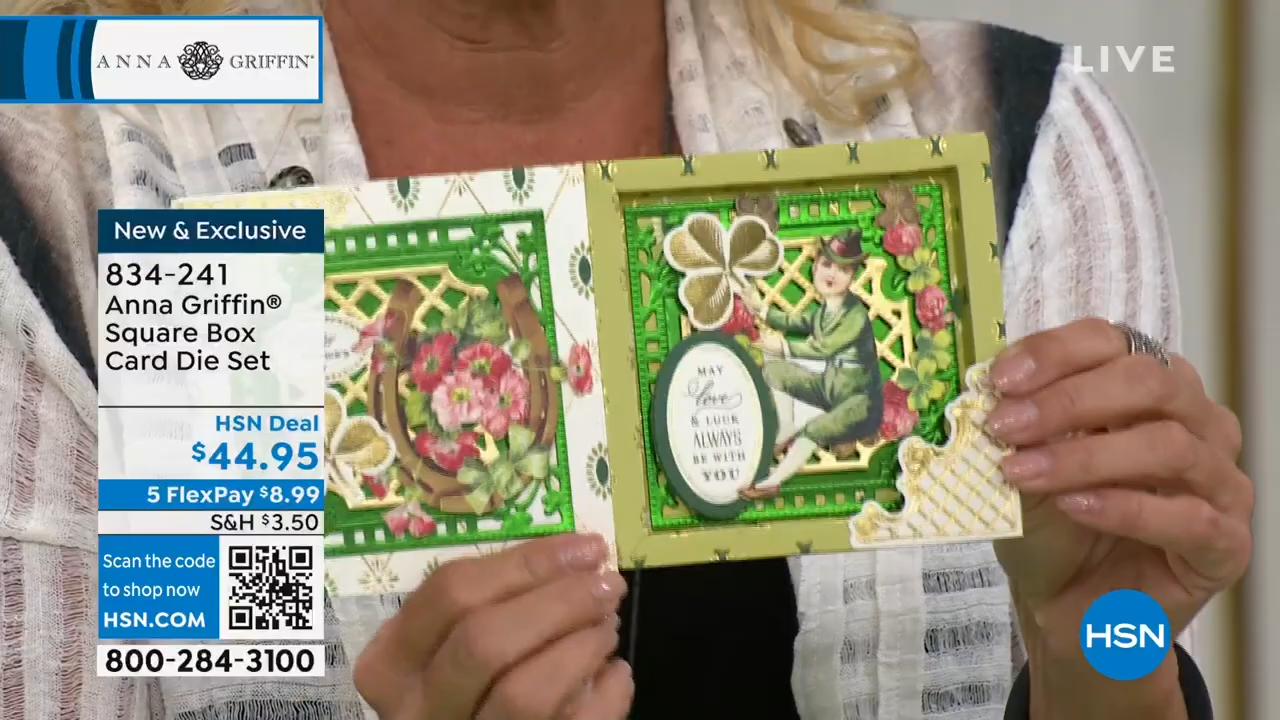 ANNA GRIFFIN®
LIVE
New & Exclusive
834-241
Anna Griffin®
Square Box
Card Die Set
HSN Deal
$44.95
5 FlexPay $8.99
S&H $3.50
Scan the code
to shop now
HSN.COM
800-284-3100
MAY
love
& LUCK
ALWAYS
BE WITH
YOU
HSN